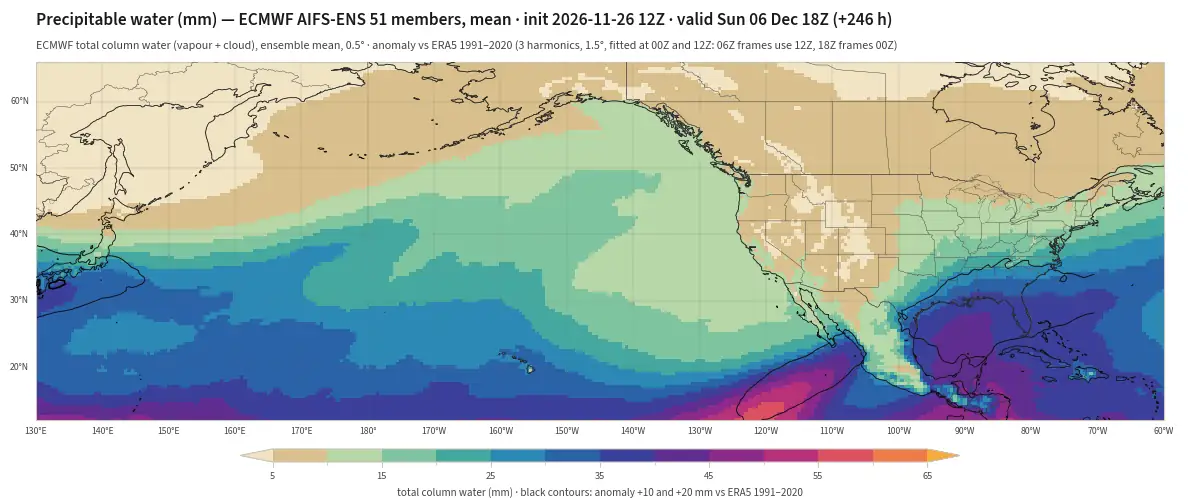 Precipitable water (mm) — ECMWF AIFS-ENS 51 members, mean · init 2026-11-26 12Z · valid Sun 06 Dec 18Z (+246 h)
ECMWF total column water (vapour + cloud), ensemble mean, 0.5° · anomaly vs ERA5 1991–2020 (3 harmonics, 1.5°, fitted at 00Z and 12Z: 06Z frames use 12Z, 18Z frames 00Z)
60°N
50°N
40°N
30°N
20°N
130°E 140°E 150°E 160°E 170°E 180° 170°W 160°W 150°W 140°W 130°W 120°W 110°W 100°W 90°W 80°W 70°W 60°W
5 15 25 35 45 55 65
total column water (mm) · black contours: anomaly +10 and +20 mm vs ERA5 1991–2020